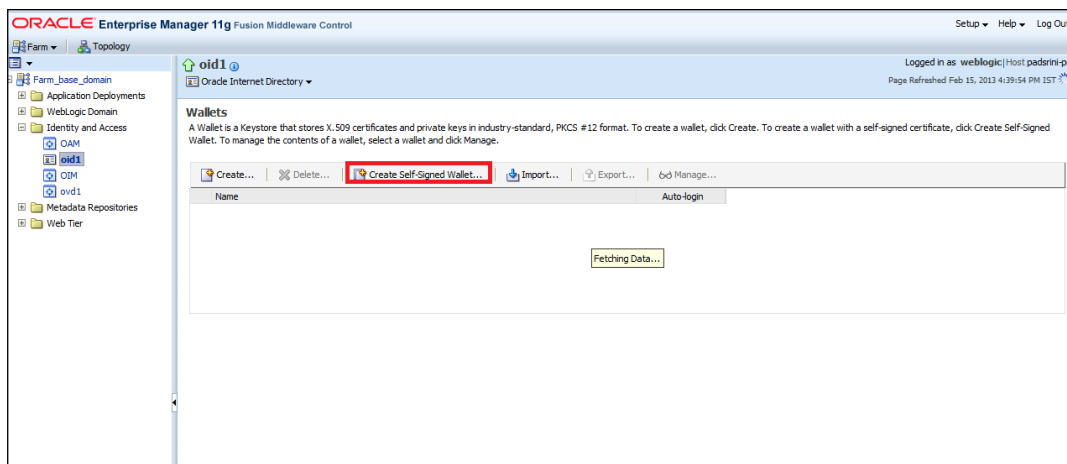 ORACLE Enterprise Manager 11g Fusion Middleware Control
Setup Help Log Out
Farm Topology
Farm_base_domain
Application Deployments
WebLogic Domain
Identity and Access
OAM
oid1
OIM
ovd1
Metadata Repositories
Web Tier
oid1
Oracle Internet Directory
Logged in as weblogic|Host padsrini-p
Page Refreshed Feb 15, 2013 4:39:54 PM IST
Wallets
A Wallet is a Keystore that stores X.509 certificates and private keys in industry-standard, PKCS #12 format. To create a wallet, click Create. To create a wallet with a self-signed certificate, click Create Self-Signed
Wallet. To manage the contents of a wallet, select a wallet and click Manage.
Create... Delete... Create Self-Signed Wallet... Import... Export... Manage...
Name Auto-login
Fetching Data...